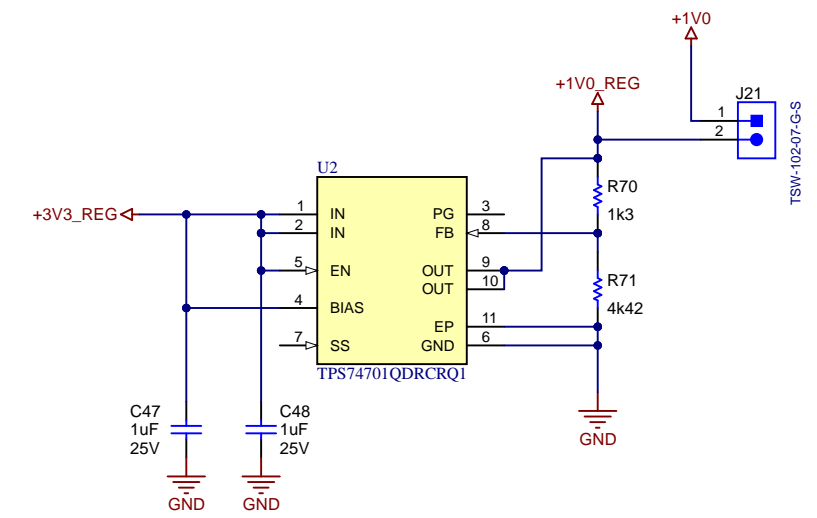 +1V0
+1V0_REG
J21
1
2
TSW-102-07-G-S
U2
R70
1k3
+3V3_REG
1 IN PG 3
2 IN FB 8
5 EN OUT 9
OUT 10
R71
4k42
4 BIAS
EP 11
7 SS GND 6
TPS74701QDRCRQ1
C47
1uF
25V
C48
1uF
25V
GND
GND
GND